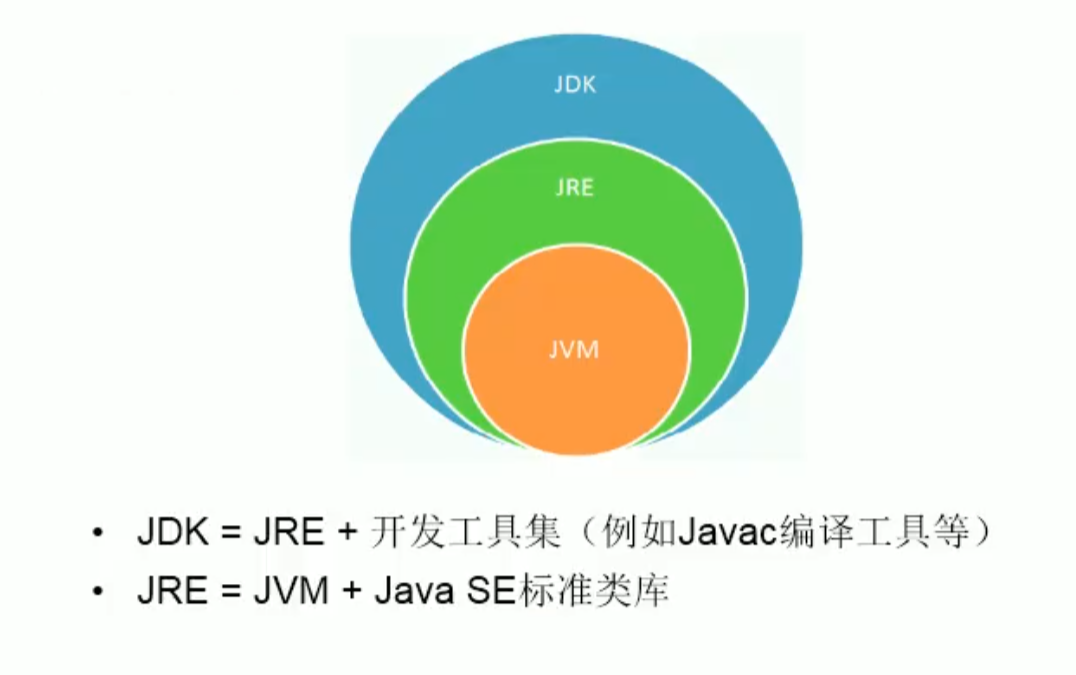 JDK
JRE
JVM
• JDK = JRE + 开发工具集（例如Javac编译工具等）
• JRE = JVM + Java SE标准类库